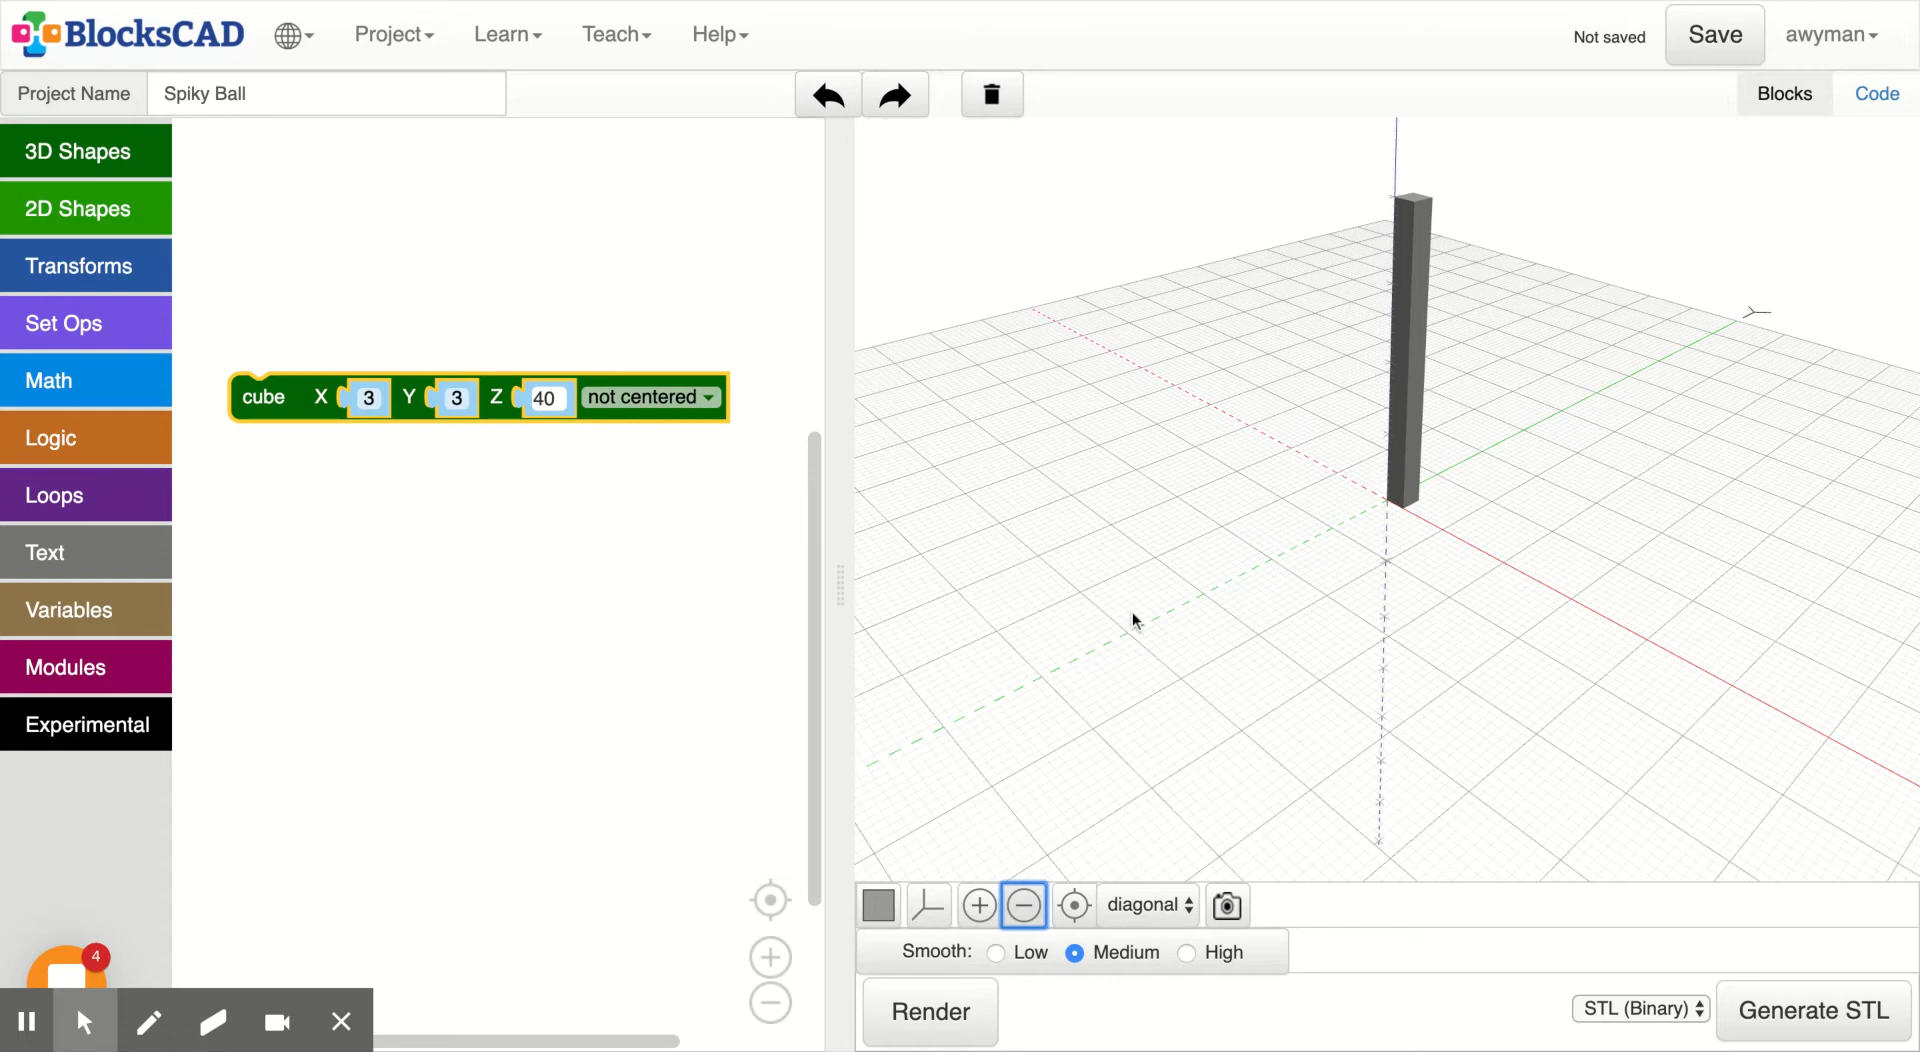 BlocksCAD Project Learn Teach Help Not saved Save awyman
Project Name Spiky Ball Blocks Code
3D Shapes
2D Shapes
Transforms
Set Ops
Math
Logic
Loops
Text
Variables
Modules
Experimental
cube X 3 Y 3 Z 40 not centered
4
diagonal
Smooth: Low Medium High
Render STL (Binary) Generate STL